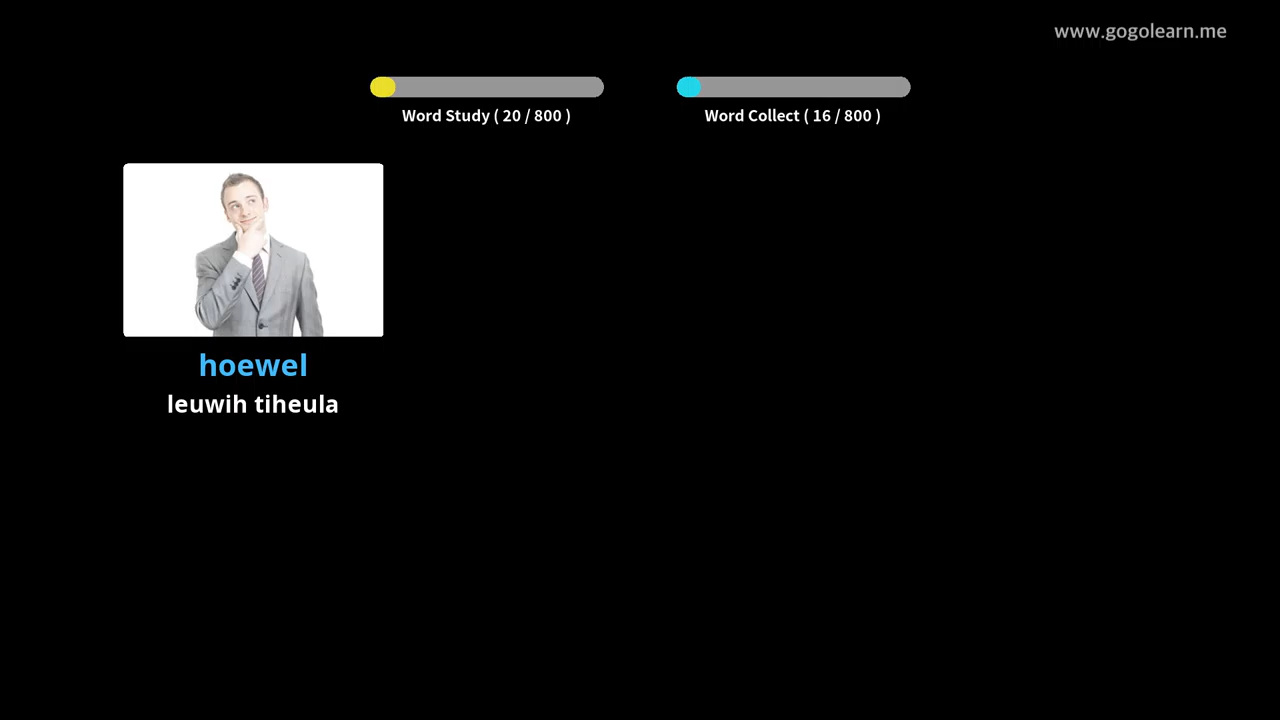 www.gogolearn.me
Word Study ( 20 / 800 )
Word Collect ( 16 / 800 )
hoewel
leuwih tiheula